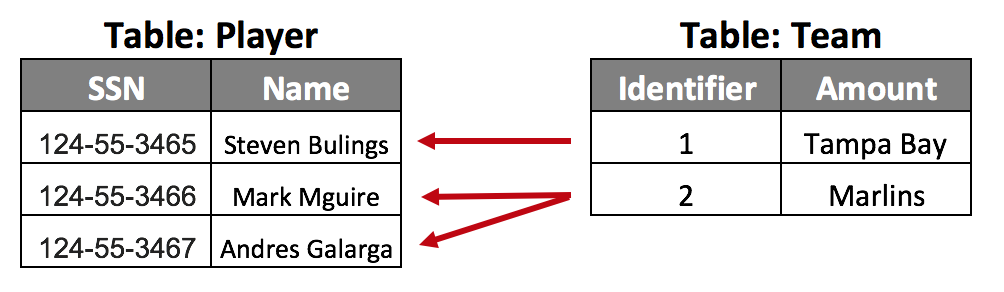 Table: Player
SSN Name
124-55-3465 Steven Bulings
124-55-3466 Mark Mguire
124-55-3467 Andres Galarga
Table: Team
Identifier Amount
1 Tampa Bay
2 Marlins